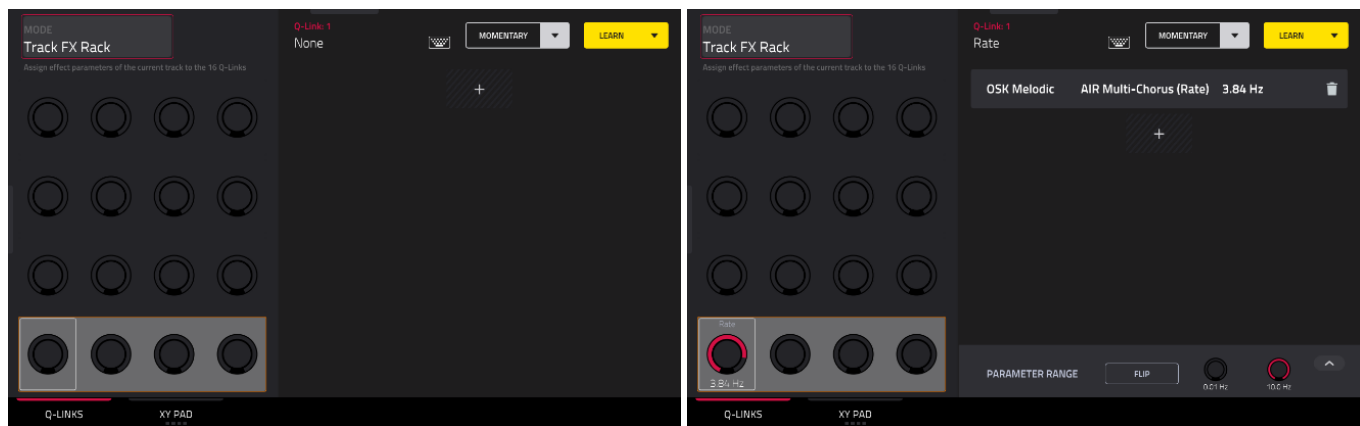 MODE
Track FX Rack
Assign effect parameters of the current track to the 16 Q-Links
Q-Link: 1
None
MOMENTARY
LEARN
+
Q-LINKS
XY PAD
MODE
Track FX Rack
Assign effect parameters of the current track to the 16 Q-Links
Q-Link: 1
Rate
MOMENTARY
LEARN
OSK Melodic AIR Multi-Chorus (Rate) 3.84 Hz
+
Rate
3.84 Hz
PARAMETER RANGE
FLIP
0.01 Hz
10.0 Hz
Q-LINKS
XY PAD